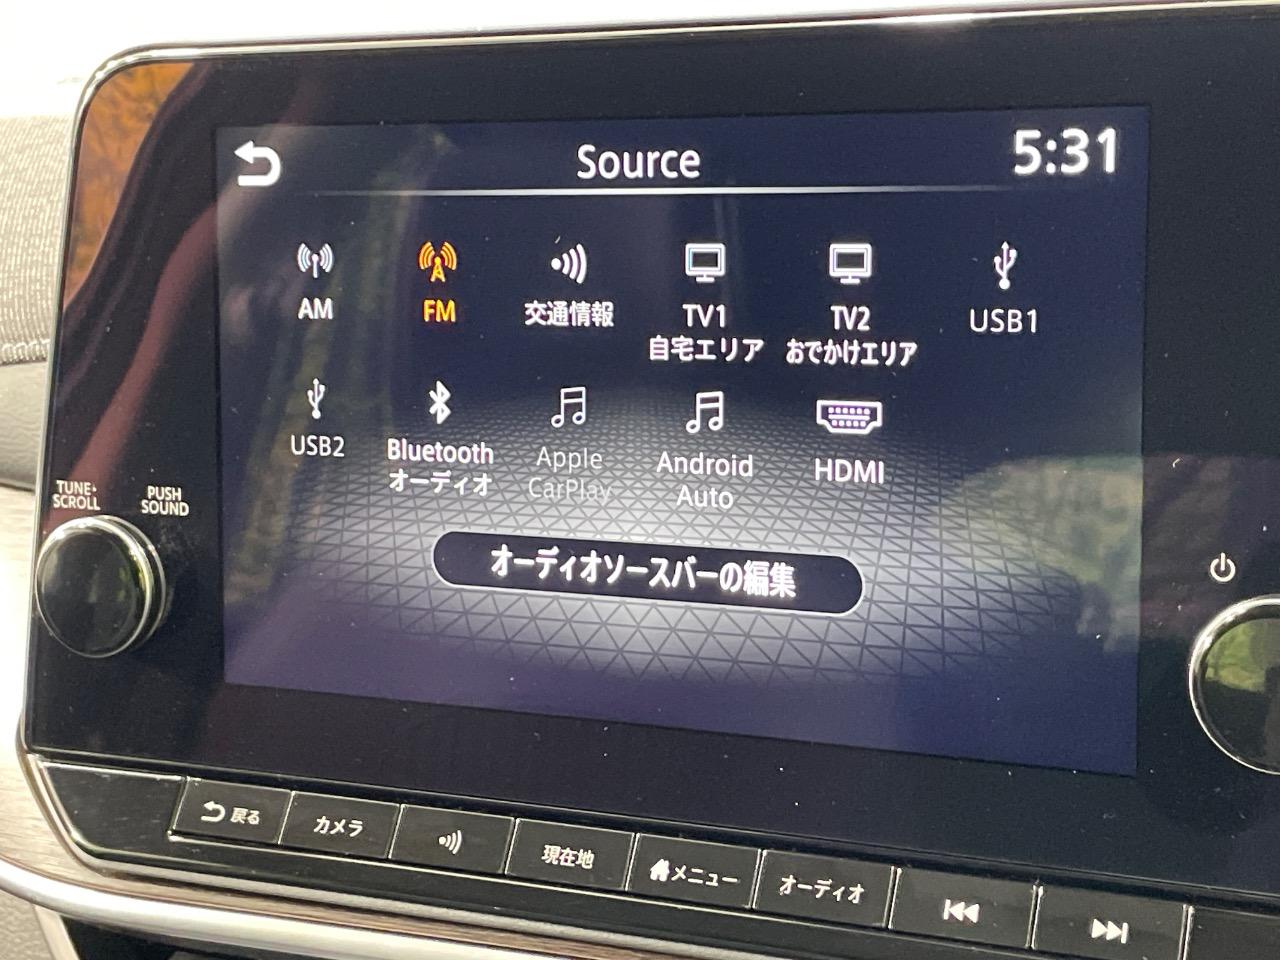 Source
5:31
AM
FM
交通情報
TV1
自宅エリア
TV2
おでかけエリア
USB1
USB2
Bluetooth
オーディオ
Apple
CarPlay
Android
Auto
HDMI
オーディオソースバーの編集
TUNE・
SCROLL
PUSH
SOUND
戻る
カメラ
現在地
メニュー
オーディオ